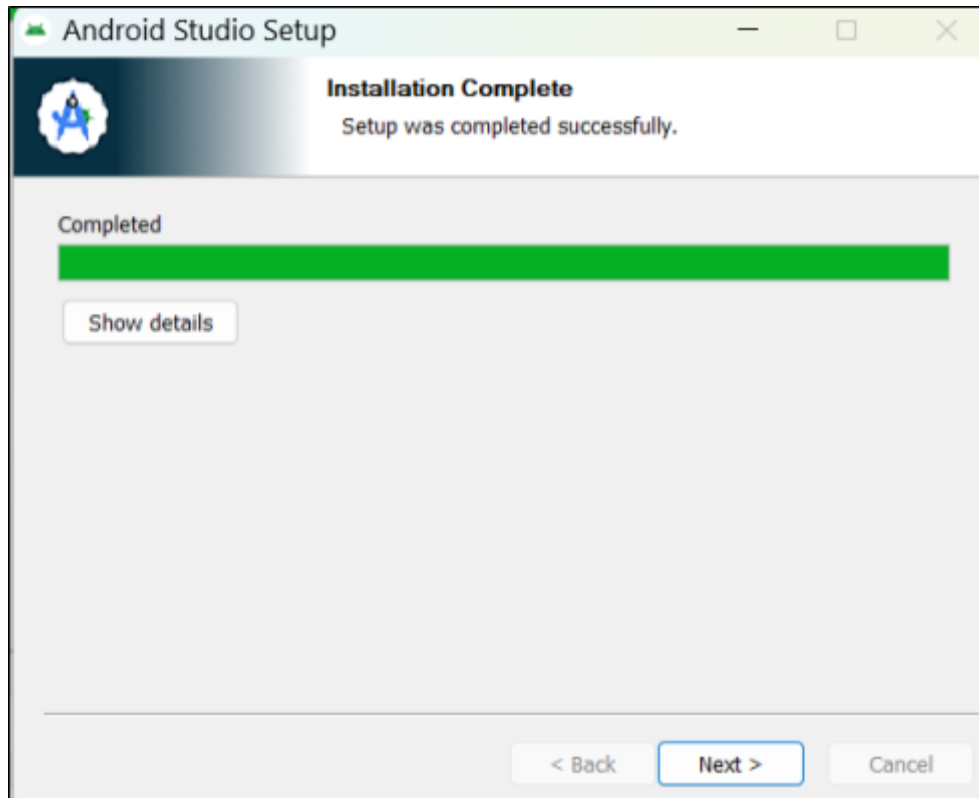 Android Studio Setup
Installation Complete
Setup was completed successfully.
Completed
Show details
< Back
Next >
Cancel